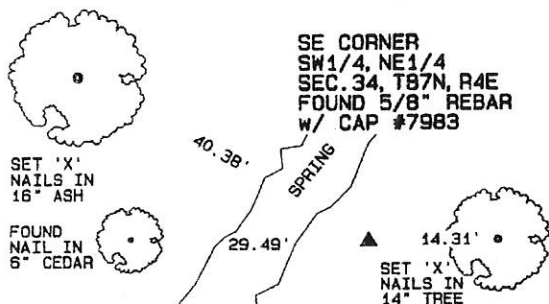 SE CORNER
SW1/4, NE1/4
SEC.34, T87N, R4E
FOUND 5/8" REBAR
W/ CAP #7983
40.38'
SPRING
SET 'X'
NAILS IN
16" ASH
FOUND
NAIL IN
6" CEDAR
29.49'
14.31'
SET 'X'
NAILS IN
14" TREE